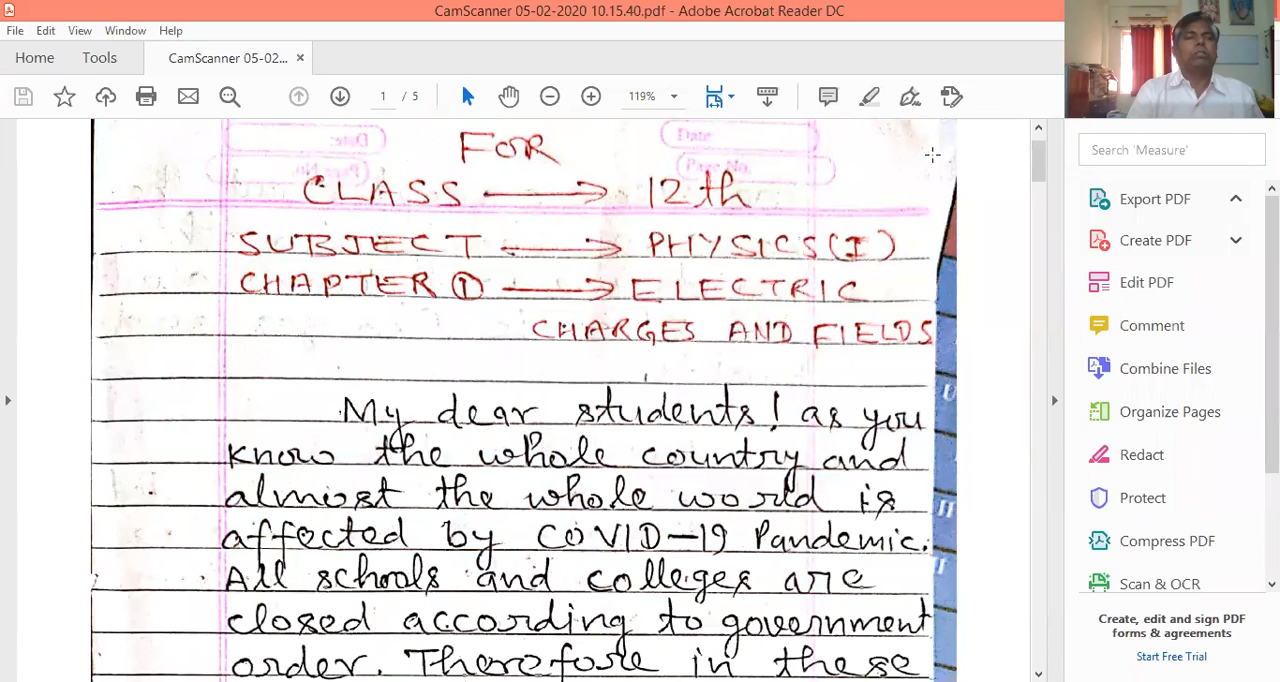 CamScanner 05-02-2020 10.15.40.pdf - Adobe Acrobat Reader DC
File Edit View Window Help
Home Tools CamScanner 05-02... ×
1 / 5 119%
Search 'Measure'
Export PDF
Create PDF
Edit PDF
Comment
Combine Files
Organize Pages
Redact
Protect
Compress PDF
Scan & OCR
Create, edit and sign PDF
forms & agreements
Start Free Trial
Date
Page No.
FOR
CLASS → 12th
SUBJECT → PHYSICS(I)
CHAPTER ① → ELECTRIC
CHARGES AND FIELDS
My dear students! as you
know the whole country and
almost the whole world is
affected by COVID-19 Pandemic.
All schools and colleges are
closed according to government
order. Therefore in these